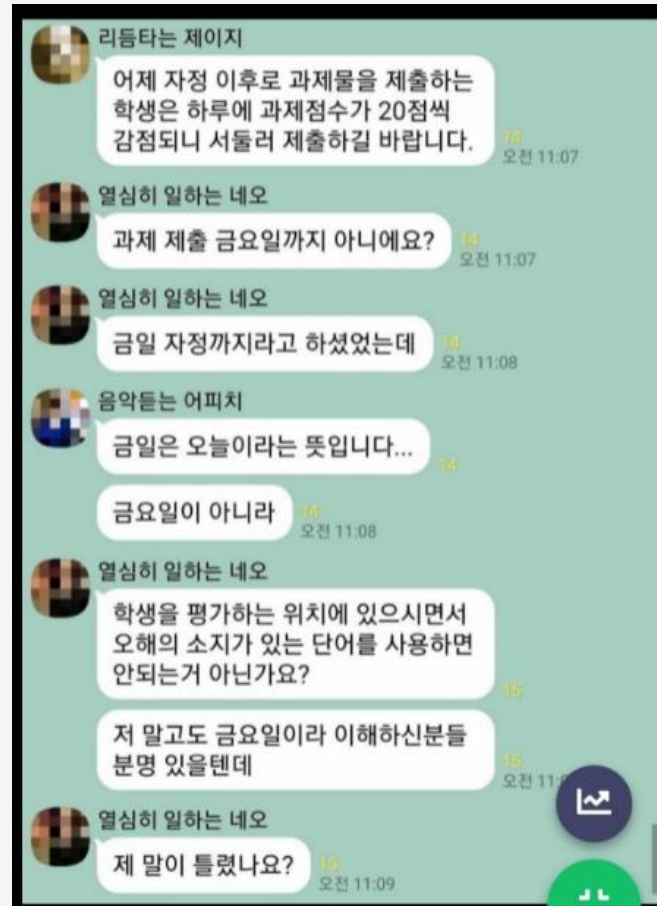 리듬타는 제이지
어제 자정 이후로 과제물을 제출하는
학생은 하루에 과제점수가 20점씩
감점되니 서둘러 제출하길 바랍니다.
14
오전 11:07
열심히 일하는 네오
과제 제출 금요일까지 아니에요?
14
오전 11:07
열심히 일하는 네오
금일 자정까지라고 하셨었는데
14
오전 11:08
음악듣는 어피치
금일은 오늘이라는 뜻입니다...
14
금요일이 아니라
14
오전 11:08
열심히 일하는 네오
학생을 평가하는 위치에 있으시면서
오해의 소지가 있는 단어를 사용하면
안되는거 아닌가요?
15
저 말고도 금요일이라 이해하신분들
분명 있을텐데
15
오전
열심히 일하는 네오
제 말이 틀렸나요?
15
오전 11:09